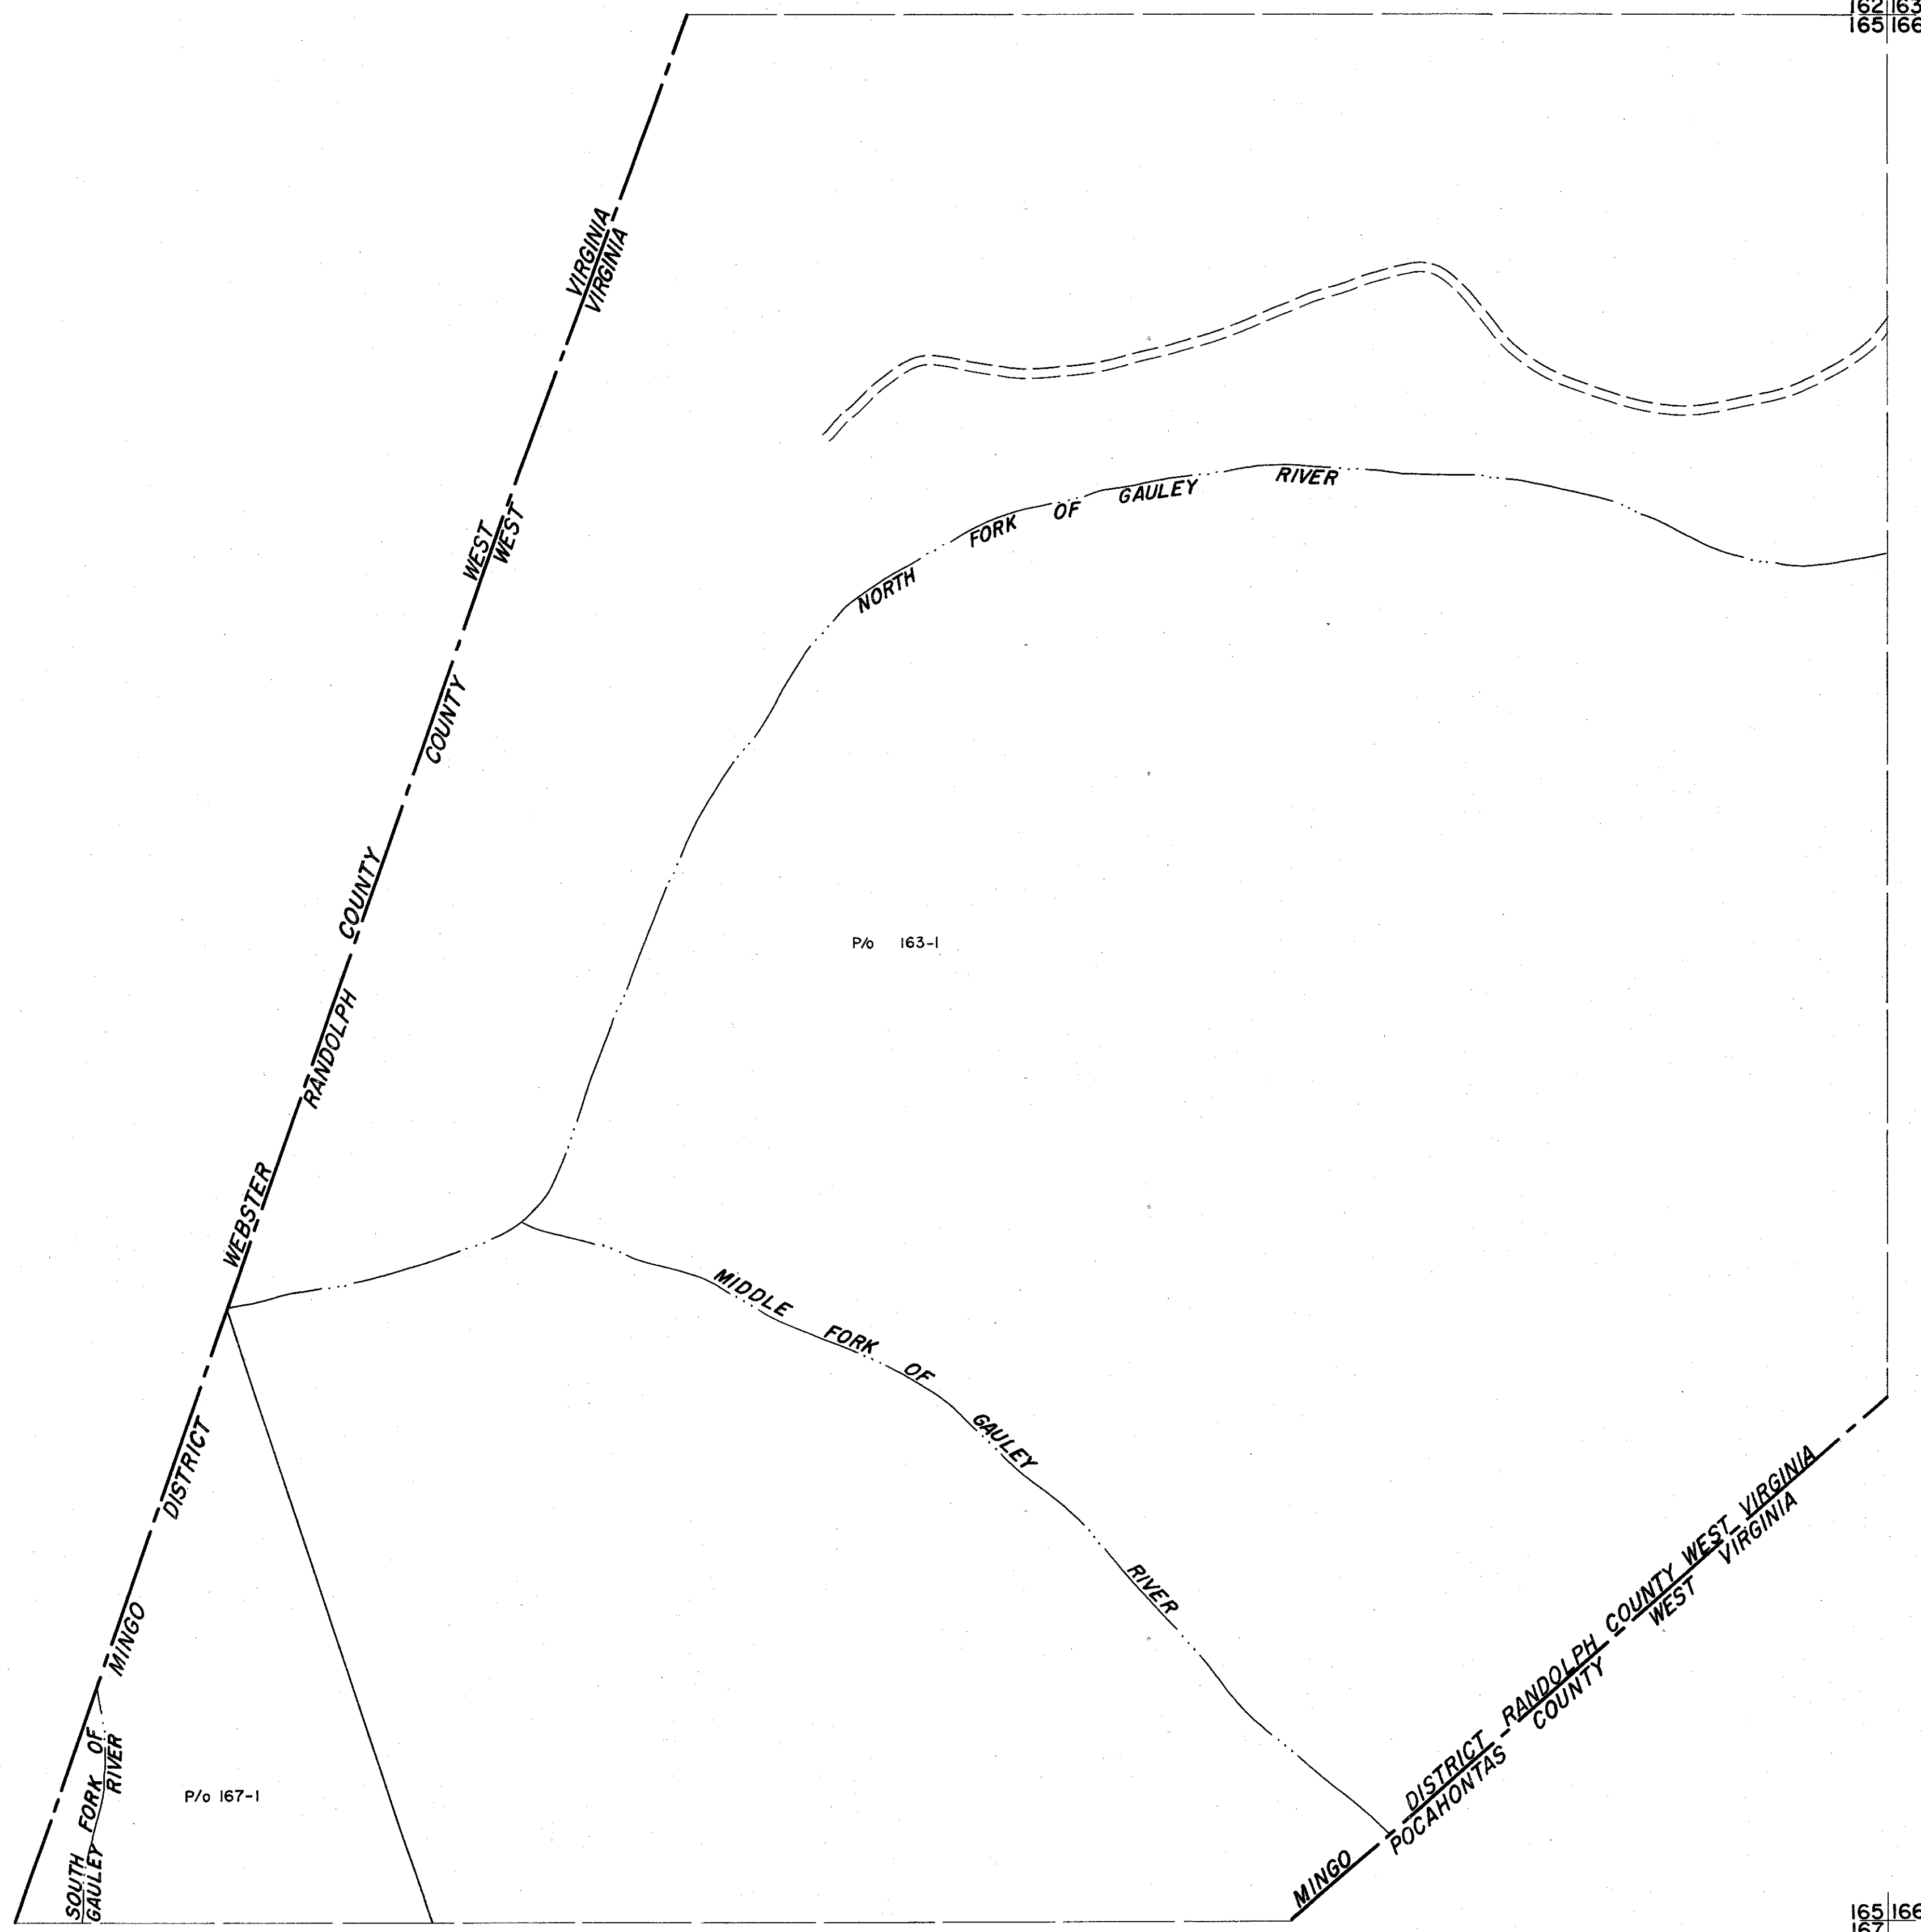 162 163
165 166
WEBSTER COUNTY WEST VIRGINIA
MINGO DISTRICT RANDOLPH COUNTY WEST VIRGINIA
NORTH FORK OF GAULEY RIVER
P/o 163-1
MIDDLE FORK OF GAULEY RIVER
SOUTH FORK OF
GAULEY RIVER
P/o 167-1
MINGO DISTRICT RANDOLPH COUNTY WEST VIRGINIA
POCAHONTAS COUNTY WEST VIRGINIA
165 166
167